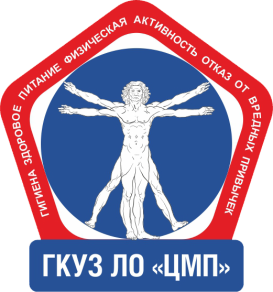 ГИГИЕНА ЗДОРОВОЕ ПИТАНИЕ ФИЗИЧЕСКАЯ АКТИВНОСТЬ ОТКАЗ ОТ ВРЕДНЫХ ПРИВЫЧЕК
ГКУЗ ЛО «ЦМП»